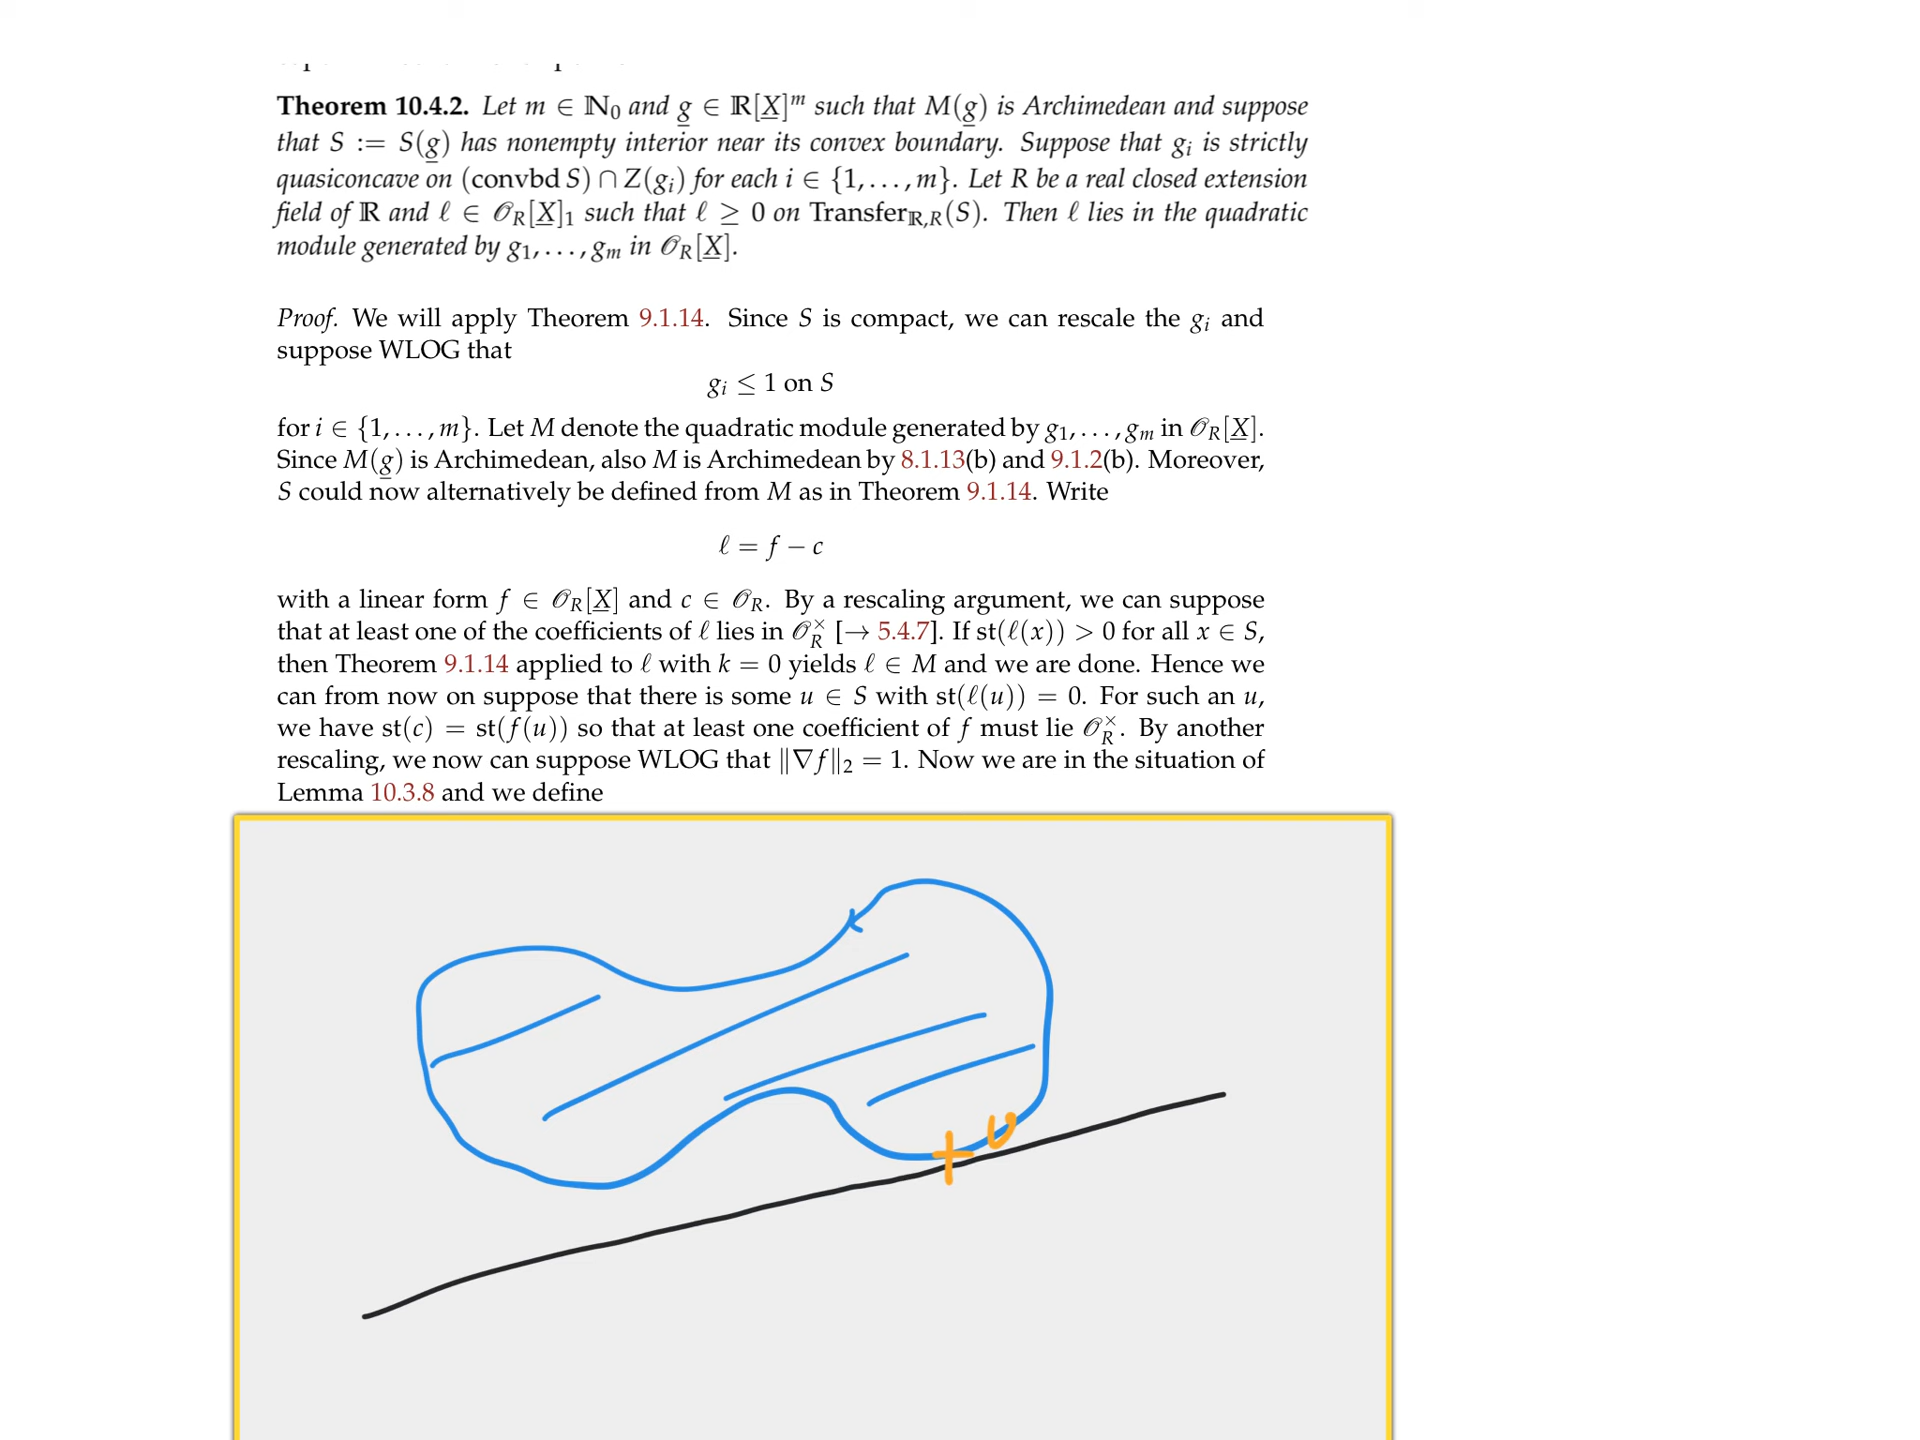 Theorem 10.4.2. Let m ∈ ℕ₀ and g ∈ ℝ[X]ᵐ such that M(g) is Archimedean and suppose
that S := S(g) has nonempty interior near its convex boundary. Suppose that gᵢ is strictly
quasiconcave on (convbd S) ∩ Z(gᵢ) for each i ∈ {1, . . . , m}. Let R be a real closed extension
field of ℝ and ℓ ∈ 𝒪_R[X]₁ such that ℓ ≥ 0 on Transfer_{ℝ,R}(S). Then ℓ lies in the quadratic
module generated by g₁, . . . , gₘ in 𝒪_R[X].
Proof. We will apply Theorem 9.1.14. Since S is compact, we can rescale the gᵢ and
suppose WLOG that
gᵢ ≤ 1 on S
for i ∈ {1, . . . , m}. Let M denote the quadratic module generated by g₁, . . . , gₘ in 𝒪_R[X].
Since M(g) is Archimedean, also M is Archimedean by 8.1.13(b) and 9.1.2(b). Moreover,
S could now alternatively be defined from M as in Theorem 9.1.14. Write
ℓ = f − c
with a linear form f ∈ 𝒪_R[X] and c ∈ 𝒪_R. By a rescaling argument, we can suppose
that at least one of the coefficients of ℓ lies in 𝒪_R^× [→ 5.4.7]. If st(ℓ(x)) > 0 for all x ∈ S,
then Theorem 9.1.14 applied to ℓ with k = 0 yields ℓ ∈ M and we are done. Hence we
can from now on suppose that there is some u ∈ S with st(ℓ(u)) = 0. For such an u,
we have st(c) = st(f(u)) so that at least one coefficient of f must lie 𝒪_R^×. By another
rescaling, we now can suppose WLOG that ‖∇f‖₂ = 1. Now we are in the situation of
Lemma 10.3.8 and we define
u